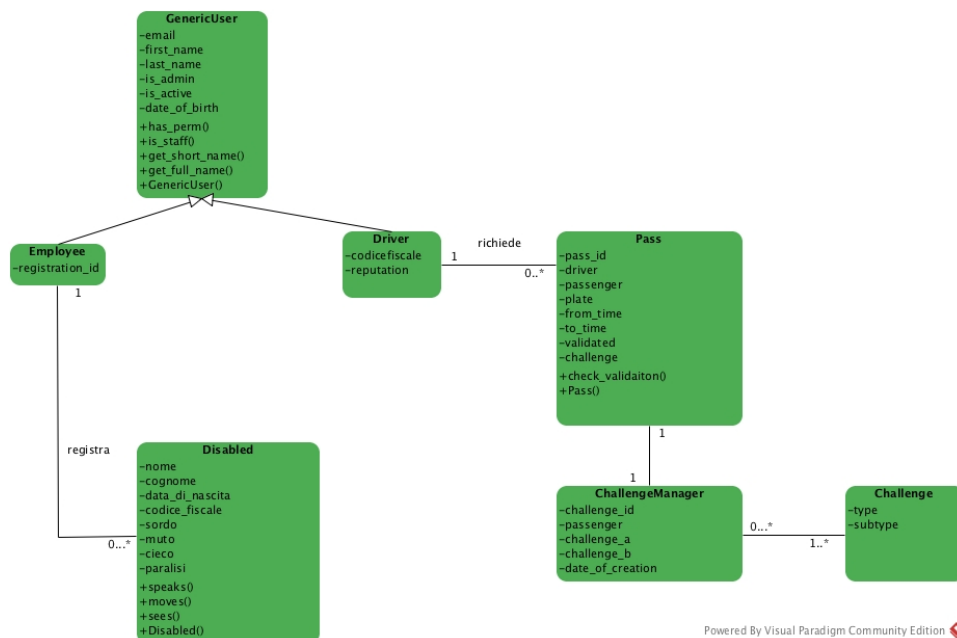 GenericUser
-email
-first_name
-last_name
-is_admin
-is_active
-date_of_birth
+has_perm()
+is_staff()
+get_short_name()
+get_full_name()
+GenericUser()
Employee
-registration_id
1
Driver
-codicefiscale
-reputation
1
richiede
0..*
Pass
-pass_id
-driver
-passenger
-plate
-from_time
-to_time
-validated
-challenge
+check_validaiton()
+Pass()
1
1
registra
0...*
Disabled
-nome
-cognome
-data_di_nascita
-codice_fiscale
-sordo
-muto
-cieco
-paralisi
+speaks()
+moves()
+sees()
+Disabled()
ChallengeManager
-challenge_id
-passenger
-challenge_a
-challenge_b
-date_of_creation
0...*
1..*
Challenge
-type
-subtype
Powered By Visual Paradigm Community Edition